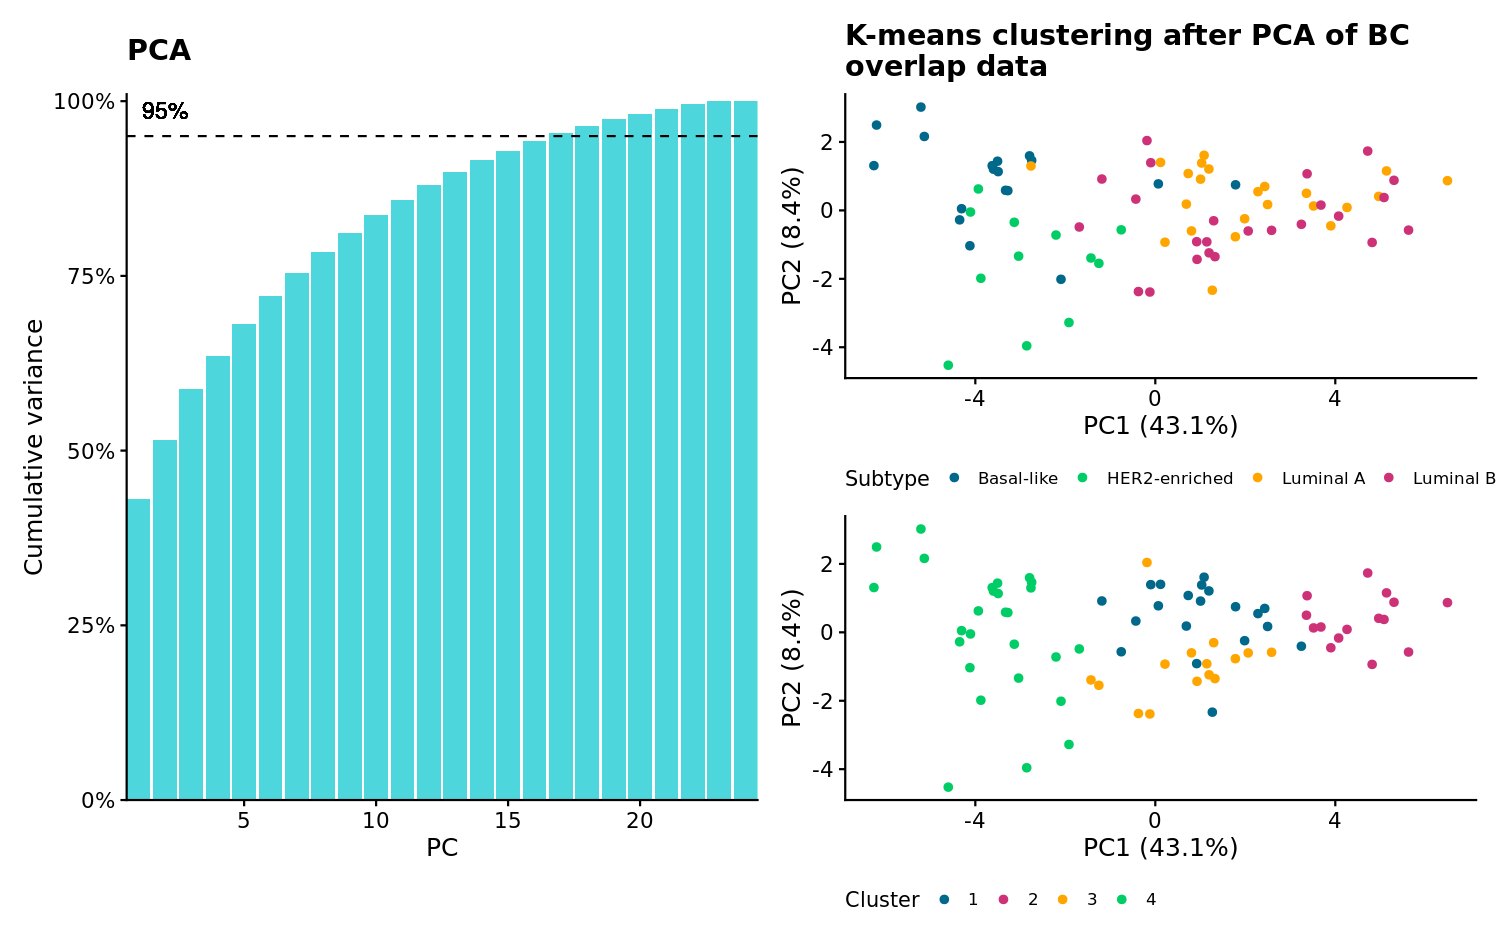 PCA
100%
95%
75%
50%
25%
0%
Cumulative variance
5 10 15 20
PC
K-means clustering after PCA of BC
overlap data
2
0
-2
-4
PC2 (8.4%)
-4 0 4
PC1 (43.1%)
Subtype Basal-like HER2-enriched Luminal A Luminal B
2
0
-2
-4
PC2 (8.4%)
-4 0 4
PC1 (43.1%)
Cluster 1 2 3 4